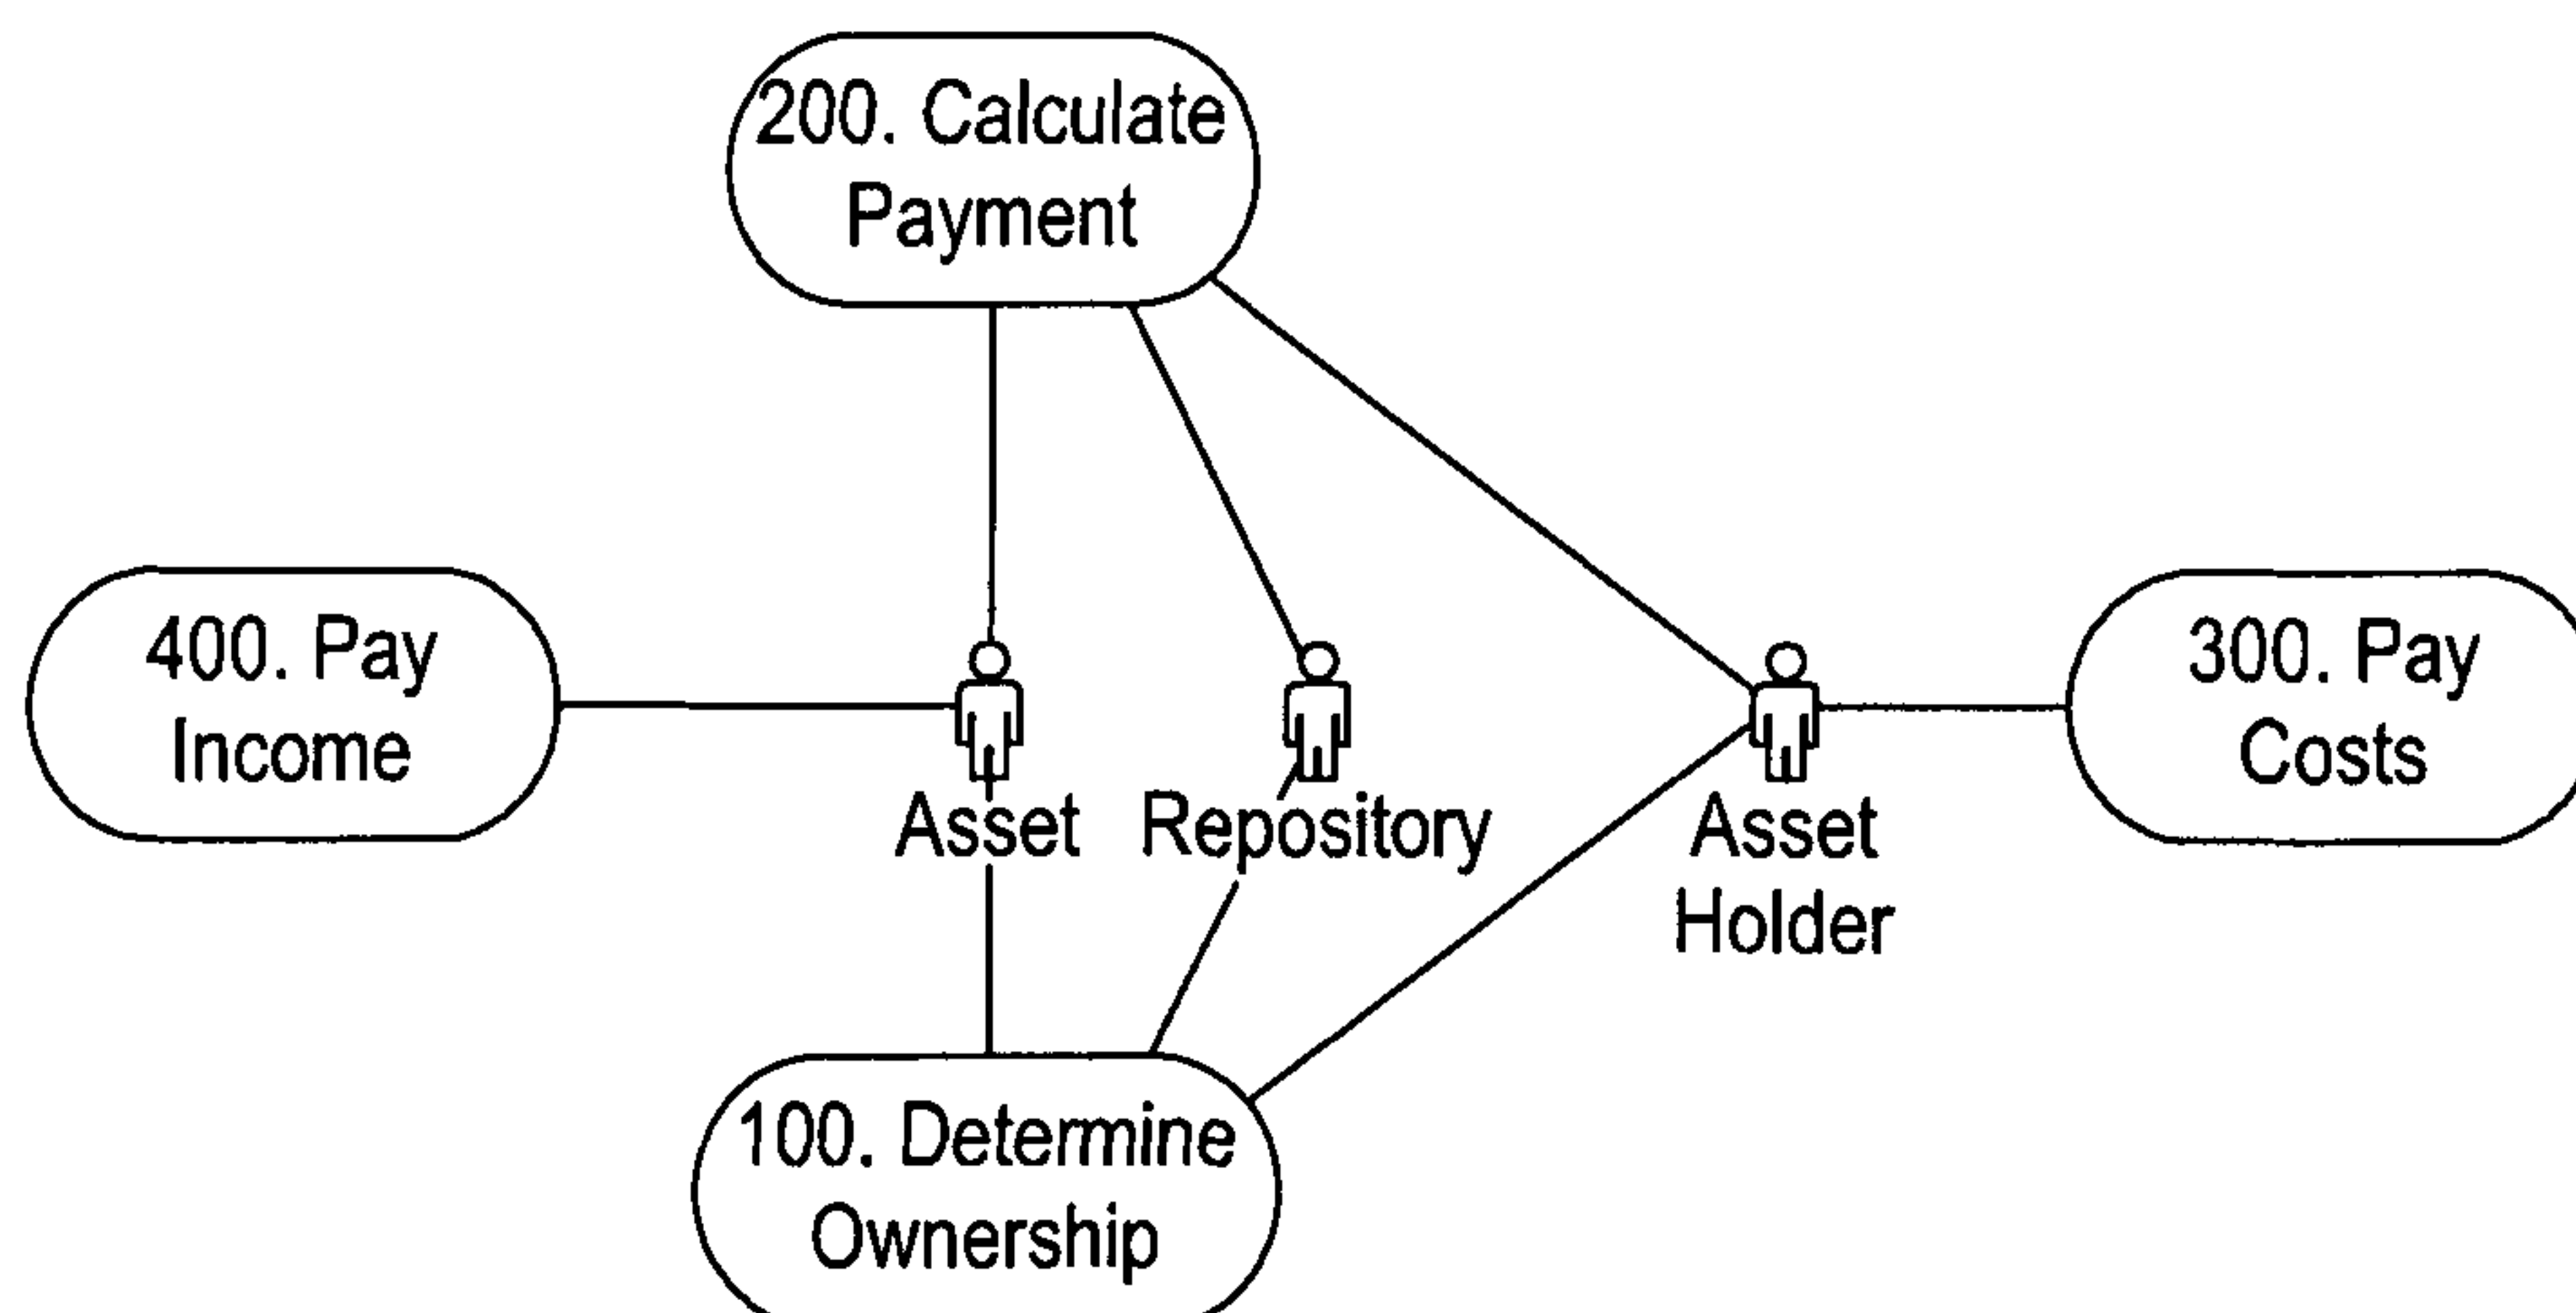 200. Calculate
Payment
400. Pay
Income
300. Pay
Costs
Asset
Repository
Asset
Holder
100. Determine
Ownership